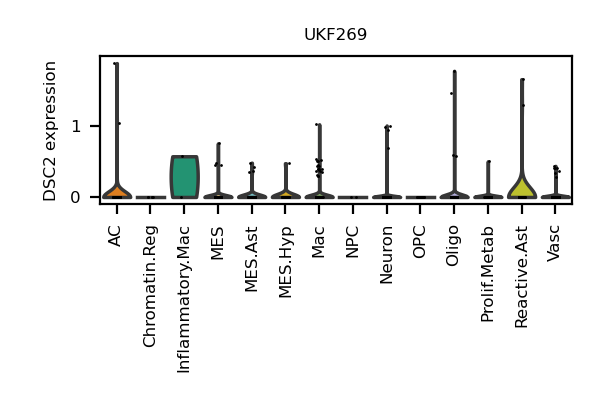 UKF269
DSC2 expression
1
0
AC
Chromatin.Reg
Inflammatory.Mac
MES
MES.Ast
MES.Hyp
Mac
NPC
Neuron
OPC
Oligo
Prolif.Metab
Reactive.Ast
Vasc